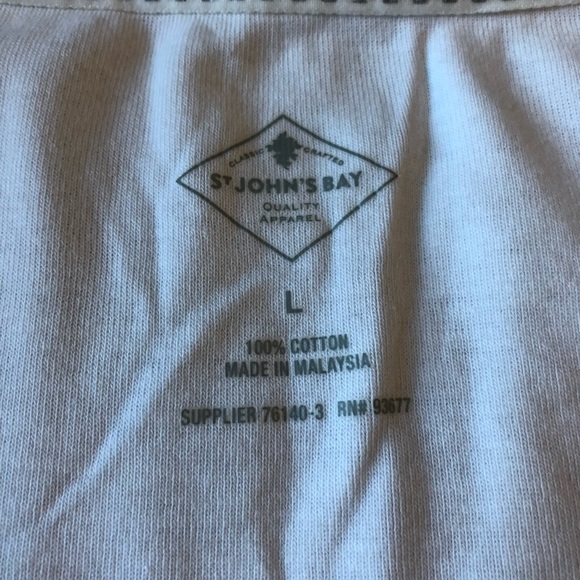 CLASSIC CRAFTED
ST JOHN'S BAY
QUALITY
APPAREL
L
100% COTTON
MADE IN MALAYSIA
SUPPLIER 76140-3 RN# 93677